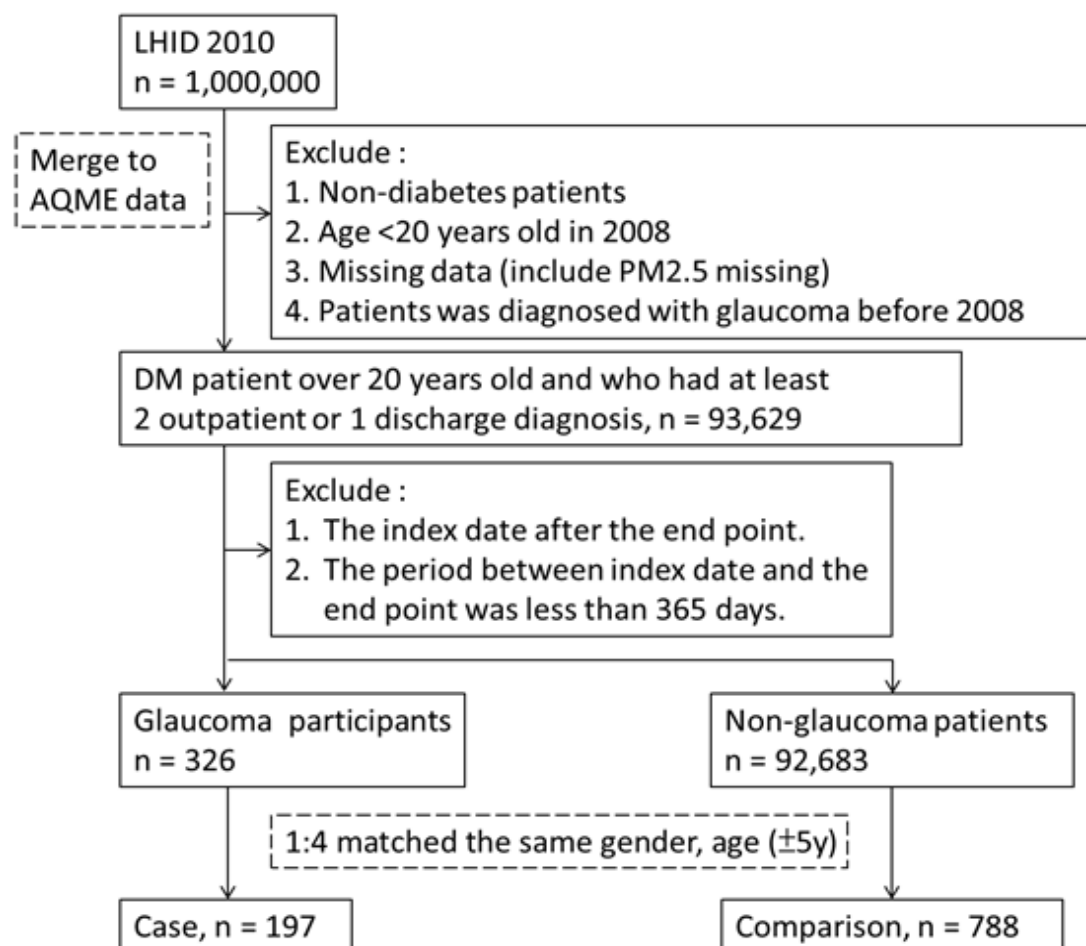 LHID 2010
n = 1,000,000
Merge to
AQME data
Exclude :
1. Non-diabetes patients
2. Age <20 years old in 2008
3. Missing data (include PM2.5 missing)
4. Patients was diagnosed with glaucoma before 2008
DM patient over 20 years old and who had at least
2 outpatient or 1 discharge diagnosis, n = 93,629
Exclude :
1. The index date after the end point.
2. The period between index date and the
end point was less than 365 days.
Glaucoma participants
n = 326
Non-glaucoma patients
n = 92,683
1:4 matched the same gender, age (±5y)
Case, n = 197
Comparison, n = 788